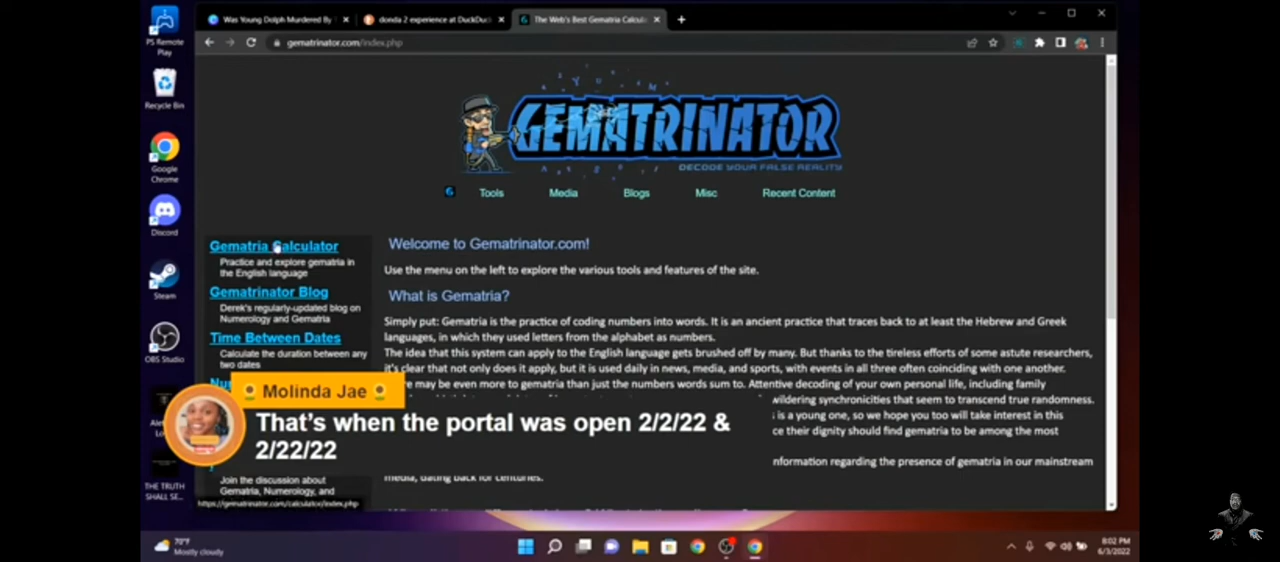 Was Young Dolph Murdered By
donda 2 experience at DuckDuc
The Web's Best Gematria Calcul
gematrinator.com/index.php
PS Remote
Play
Recycle Bin
Google
Chrome
Discord
Steam
OBS Studio
THE TRUTH
SHALL SE...
GEMATRINATOR
DECODE YOUR FALSE REALITY
Tools Media Blogs Misc Recent Content
Gematria Calculator
Practice and explore gematria in
the English language
Gematrinator Blog
Derek's regularly-updated blog on
Numerology and Gematria
Time Between Dates
Calculate the duration between any
two dates
Join the discussion about
Gematria, Numerology, and
https://gematrinator.com/calculator/index.php
Welcome to Gematrinator.com!
Use the menu on the left to explore the various tools and features of the site.
What is Gematria?
Simply put: Gematria is the practice of coding numbers into words. It is an ancient practice that traces back to at least the Hebrew and Greek
languages, in which they used letters from the alphabet as numbers.
The idea that this system can apply to the English language gets brushed off by many. But thanks to the tireless efforts of some astute researchers,
it's clear that not only does it apply, but it is used daily in news, media, and sports, with events in all three often coinciding with one another.
may be even more to gematria than just the numbers words sum to. Attentive decoding of your own personal life, including family
wildering synchronicities that seem to transcend true randomness.
is a young one, so we hope you too will take interest in this
ce their dignity should find gematria to be among the most
nformation regarding the presence of gematria in our mainstream
media, dating back for centuries.
Molinda Jae
That's when the portal was open 2/2/22 &
2/22/22
70°F
Mostly cloudy
8:02 PM
6/3/2022